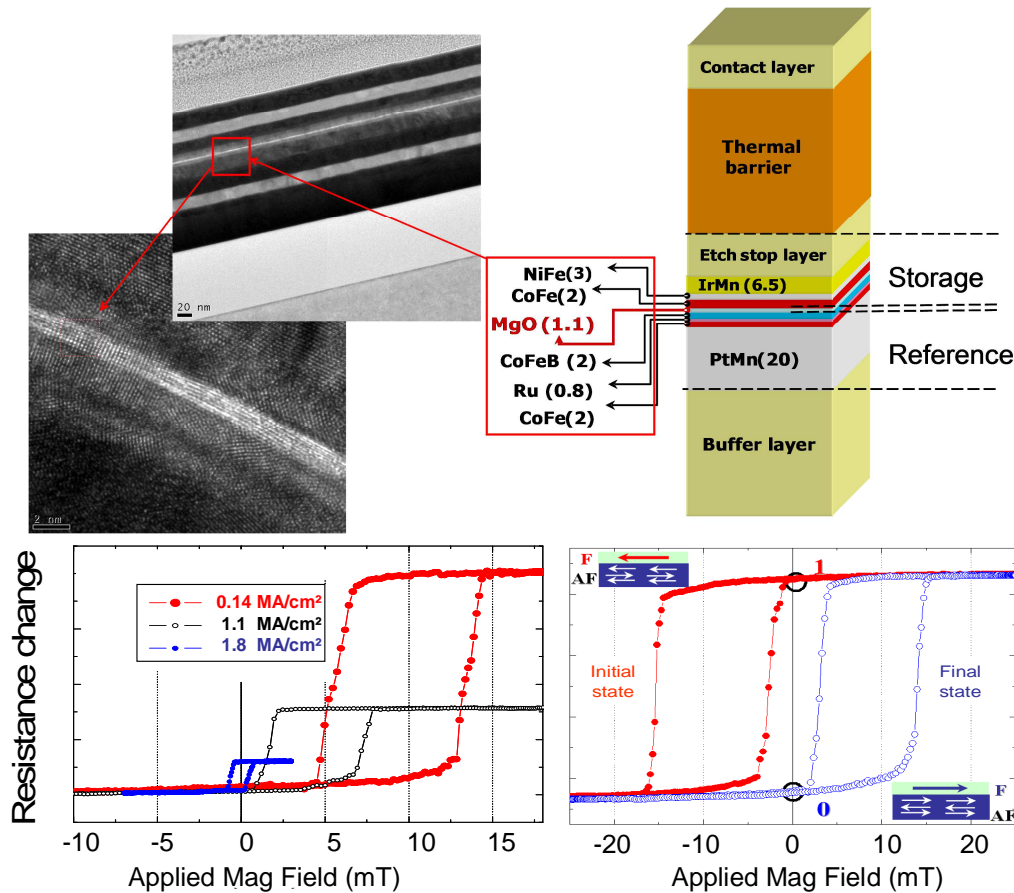 20 nm
2 nm
Contact layer
Thermal
barrier
Etch stop layer
IrMn (6.5)
Storage
PtMn(20)
Reference
Buffer layer
NiFe(3)
CoFe(2)
MgO (1.1)
CoFeB (2)
Ru (0.8)
CoFe(2)
Resistance change
0.14 MA/cm²
1.1 MA/cm²
1.8 MA/cm²
-10 -5 0 5 10 15
Applied Mag Field (mT)
F
AF
1
Initial
state
Final
state
0
F
AF
-20 -10 0 10 20
Applied Mag Field (mT)